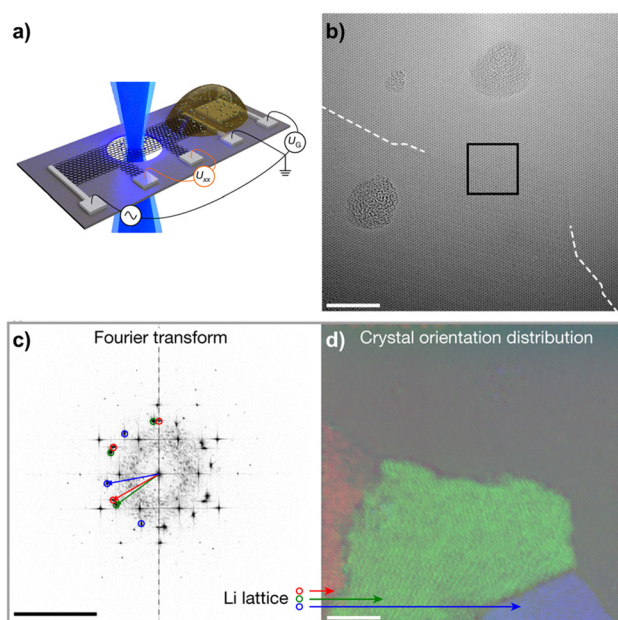 a)
b)
U_G
U_xx
c)
Fourier transform
d)
Crystal orientation distribution
Li lattice